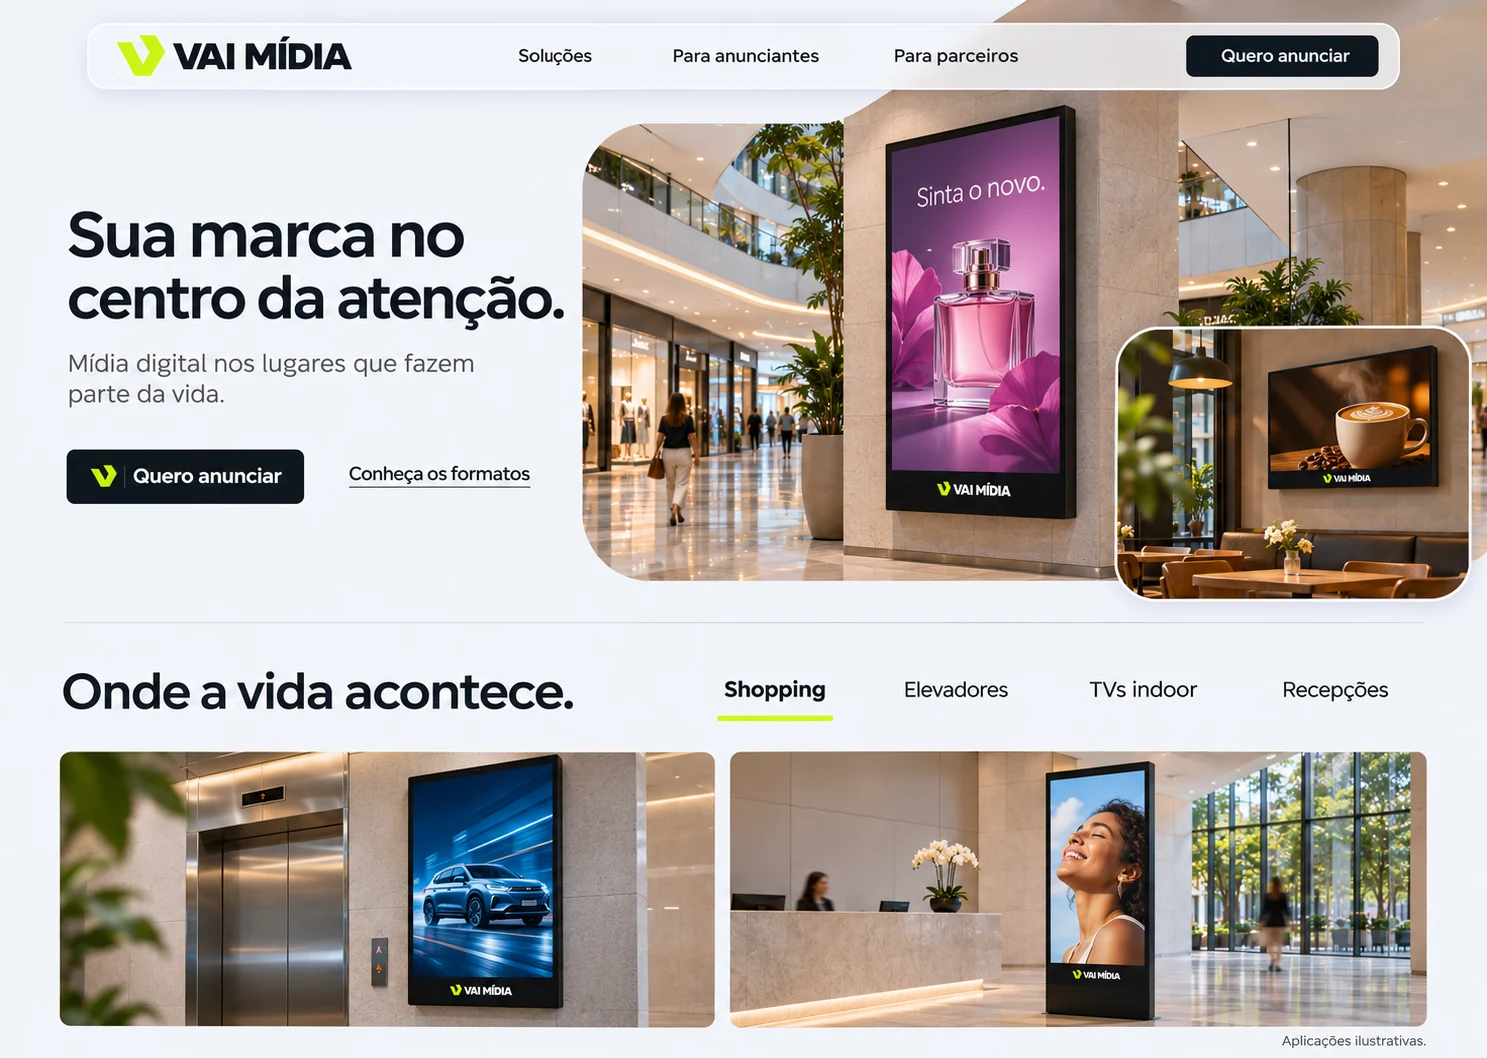 VAI MÍDIA
Soluções
Para anunciantes
Para parceiros
Quero anunciar
Sua marca no
centro da atenção.
Mídia digital nos lugares que fazem
parte da vida.
Quero anunciar
Conheça os formatos
Sinta o novo.
VAI MÍDIA
VAI MÍDIA
Onde a vida acontece.
Shopping
Elevadores
TVs indoor
Recepções
VAI MÍDIA
VAI MÍDIA
Aplicações ilustrativas.